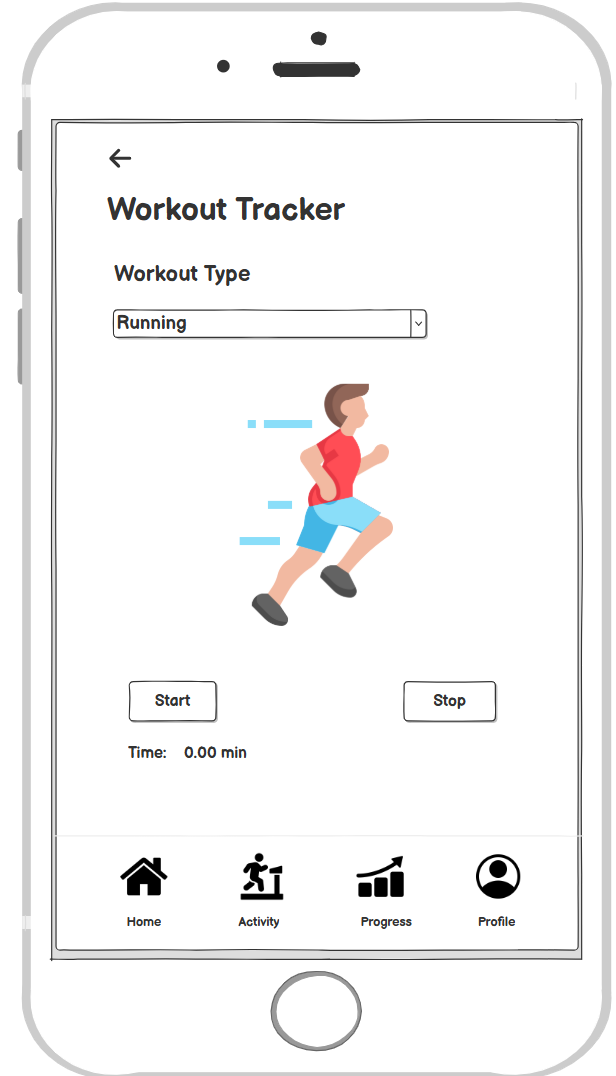 Workout Tracker
Workout Type
Running
Start Stop
Time: 0.00 min
Home Activity Progress Profile